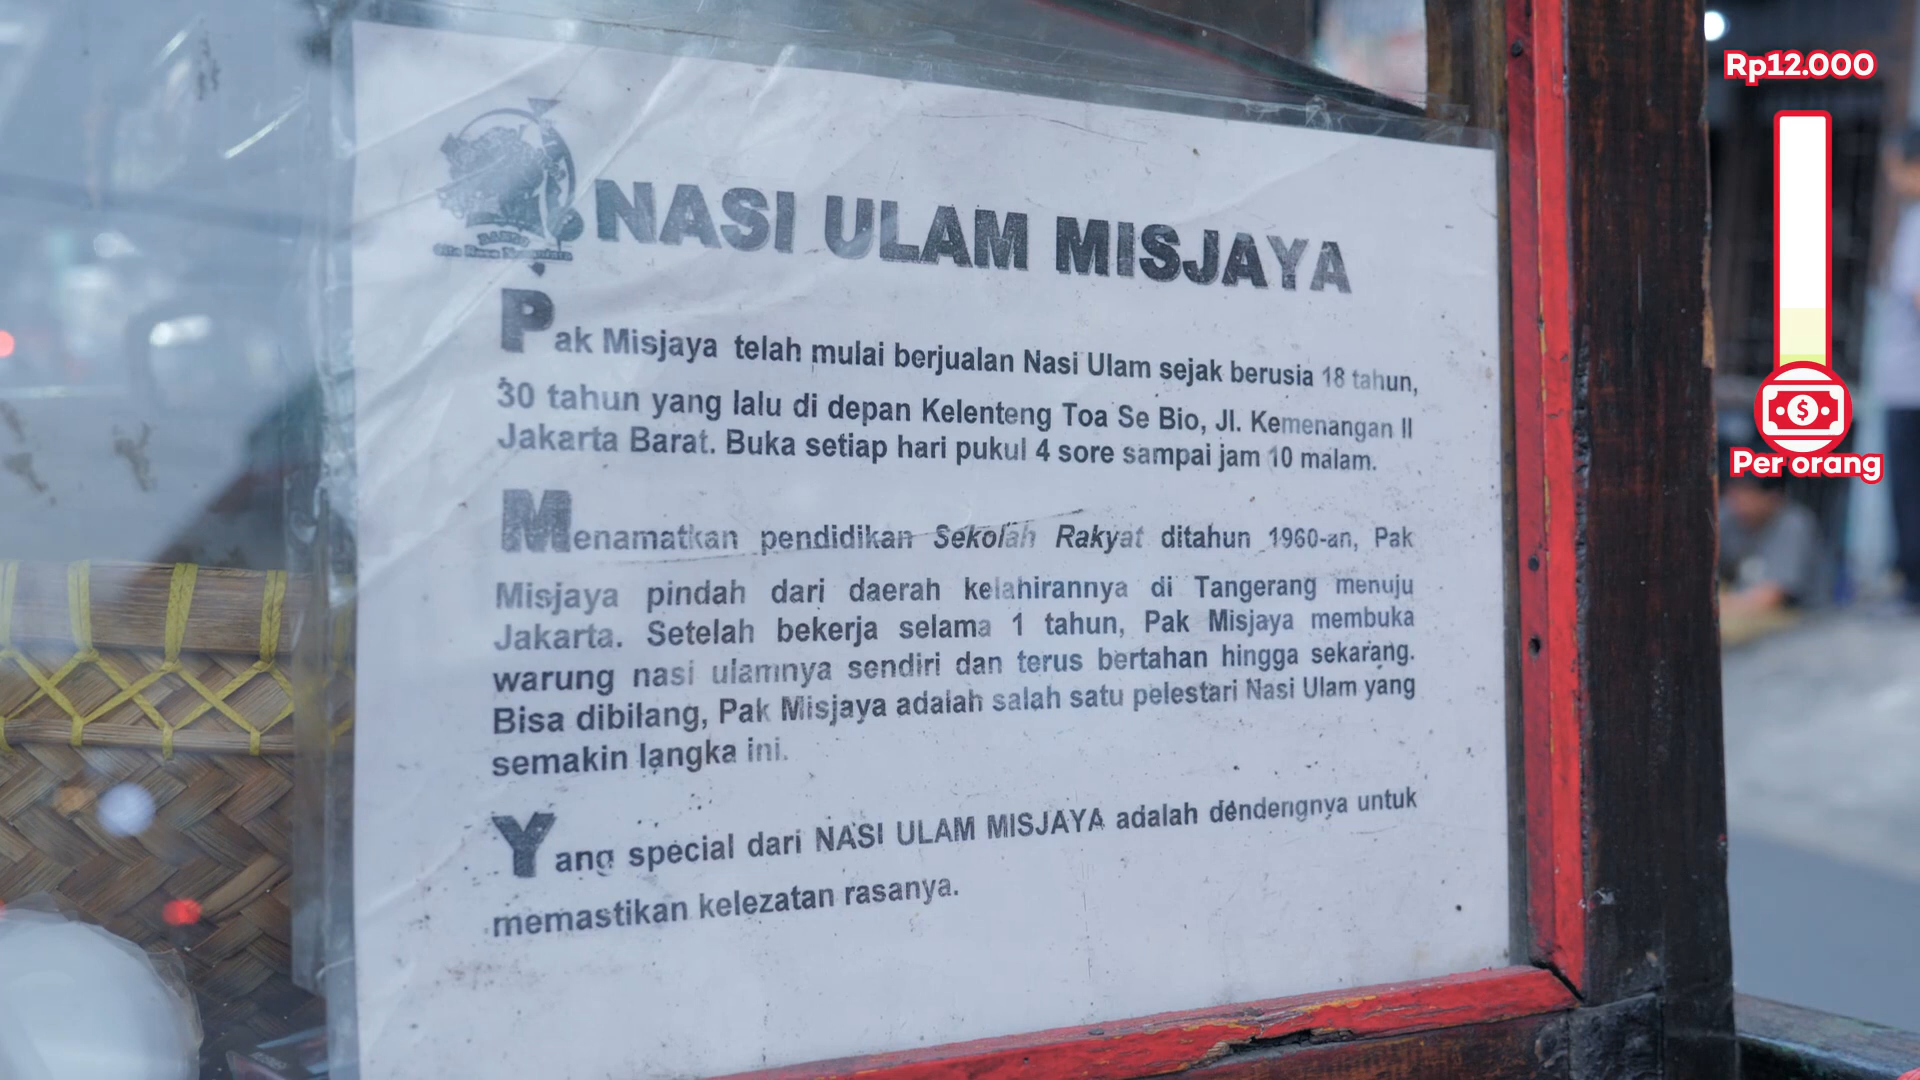 Rp12.000
NASI ULAM MISJAYA
Pak Misjaya telah mulai berjualan Nasi Ulam sejak berusia 18 tahun,
30 tahun yang lalu di depan Kelenteng Toa Se Bio, Jl. Kemenangan II
Jakarta Barat. Buka setiap hari pukul 4 sore sampai jam 10 malam.
Menamatkan pendidikan Sekolah Rakyat ditahun 1960-an, Pak
Misjaya pindah dari daerah kelahirannya di Tangerang menuju
Jakarta. Setelah bekerja selama 1 tahun, Pak Misjaya membuka
warung nasi ulamnya sendiri dan terus bertahan hingga sekarang.
Bisa dibilang, Pak Misjaya adalah salah satu pelestari Nasi Ulam yang
semakin langka ini.
Yang special dari NASI ULAM MISJAYA adalah dendengnya untuk
memastikan kelezatan rasanya.
$
Per orang